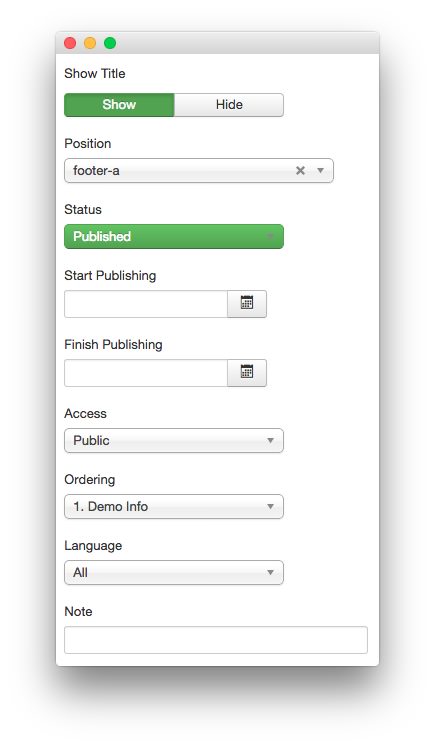 Show Title
Show Hide
Position
footer-a
Status
Published
Start Publishing
Finish Publishing
Access
Public
Ordering
1. Demo Info
Language
All
Note